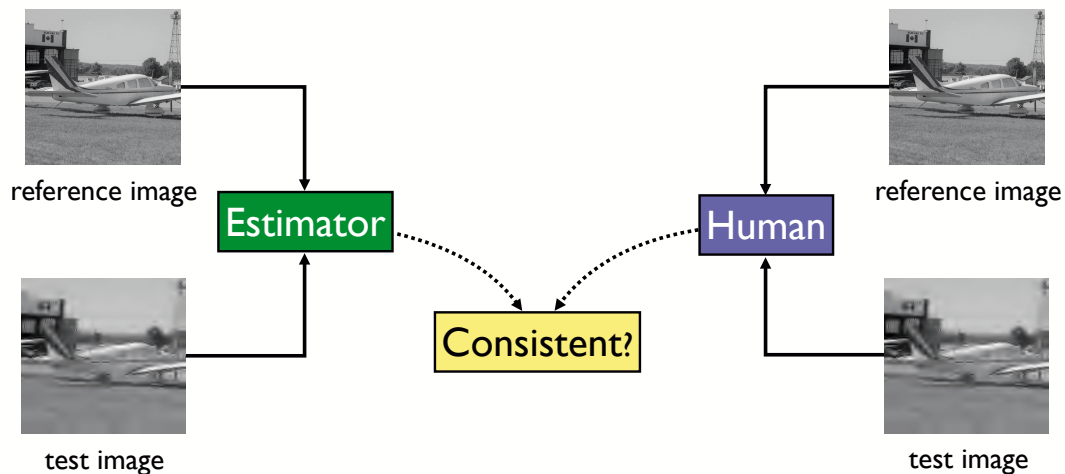 reference image
reference image
Estimator
Human
Consistent?
test image
test image